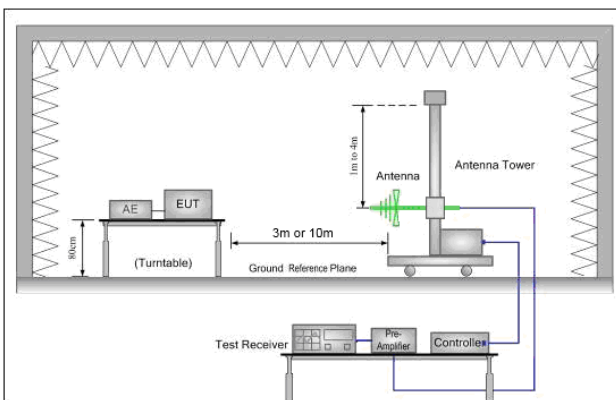 1m to 4m
Antenna
Antenna Tower
AE
EUT
80cm
(Turntable)
3m or 10m
Ground Reference Plane
Test Receiver
Pre-
Amplifier
Controlle